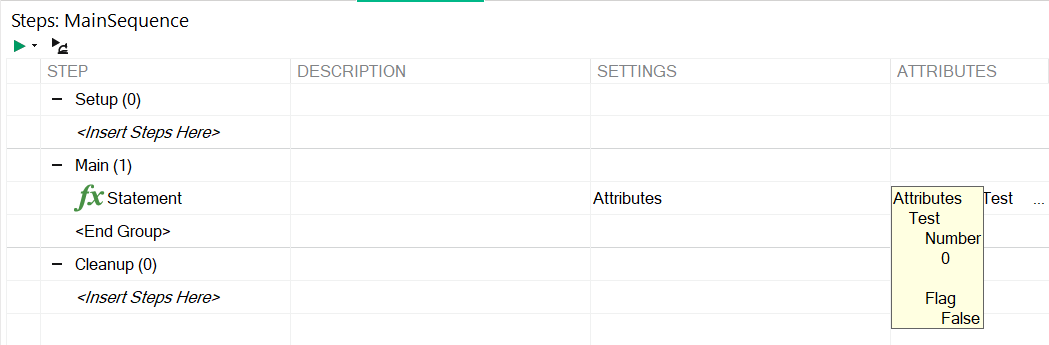 Steps: MainSequence
STEP DESCRIPTION SETTINGS ATTRIBUTES
Setup (0)
<Insert Steps Here>
Main (1)
fx Statement Attributes Attributes Test ...
Test
Number
0
Flag
False
<End Group>
Cleanup (0)
<Insert Steps Here>